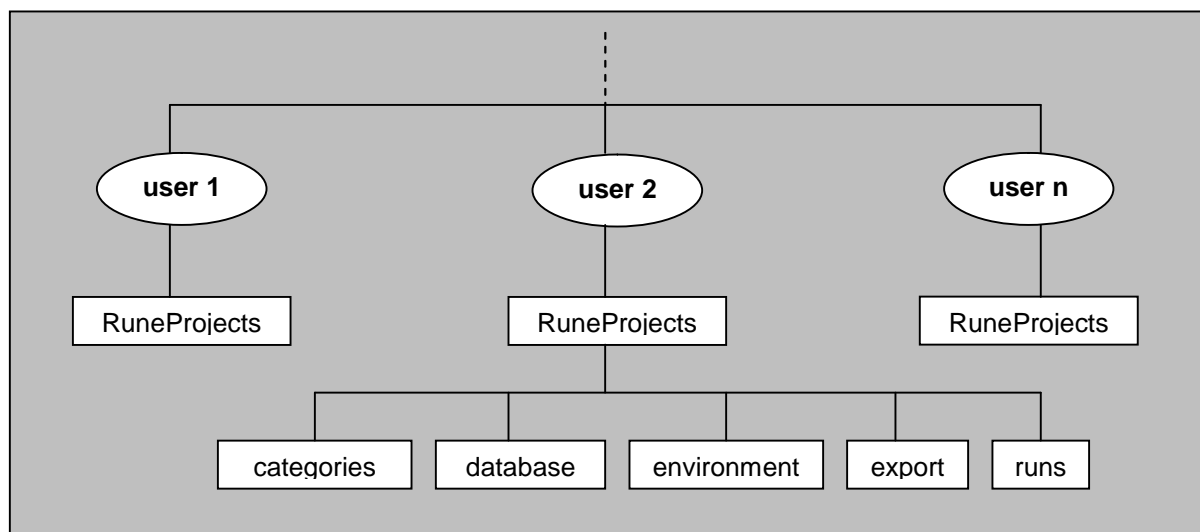 user 1
user 2
user n
RuneProjects
RuneProjects
RuneProjects
categories
database
environment
export
runs